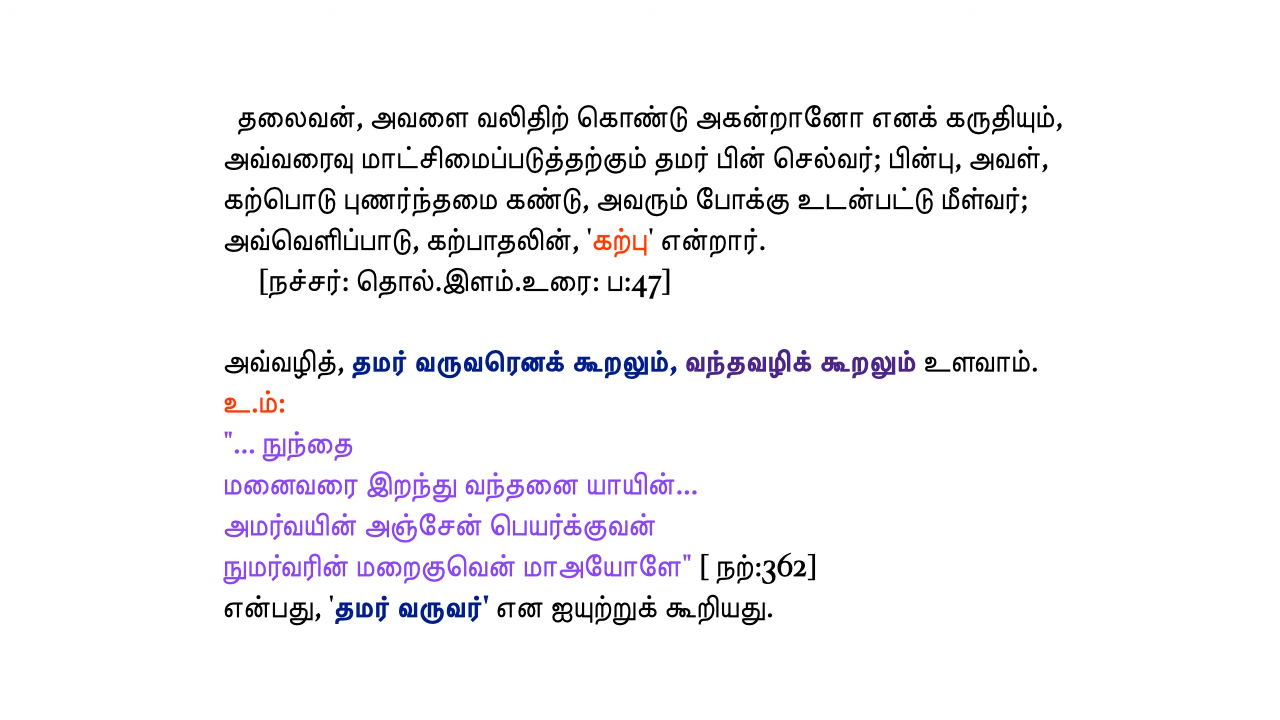 தலைவன், அவளை வலிதிற் கொண்டு அகன்றானோ எனக் கருதியும்,
அவ்வரைவு மாட்சிமைப்படுத்தற்கும் தமர் பின் செல்வர்; பின்பு, அவள்,
கற்பொடு புணர்ந்தமை கண்டு, அவரும் போக்கு உடன்பட்டு மீள்வர்;
அவ்வெளிப்பாடு, கற்பாதலின், 'கற்பு' என்றார்.
[நச்சர்: தொல்.இளம்.உரை: ப:47]
அவ்வழித், தமர் வருவரெனக் கூறலும், வந்தவழிக் கூறலும் உளவாம்.
உ.ம்:
"... நுந்தை
மனைவரை இறந்து வந்தனை யாயின்...
அமர்வயின் அஞ்சேன் பெயர்க்குவன்
நுமர்வரின் மறைகுவென் மாஅயோளே" [ நற்:362]
என்பது, 'தமர் வருவர்' என ஐயுற்றுக் கூறியது.